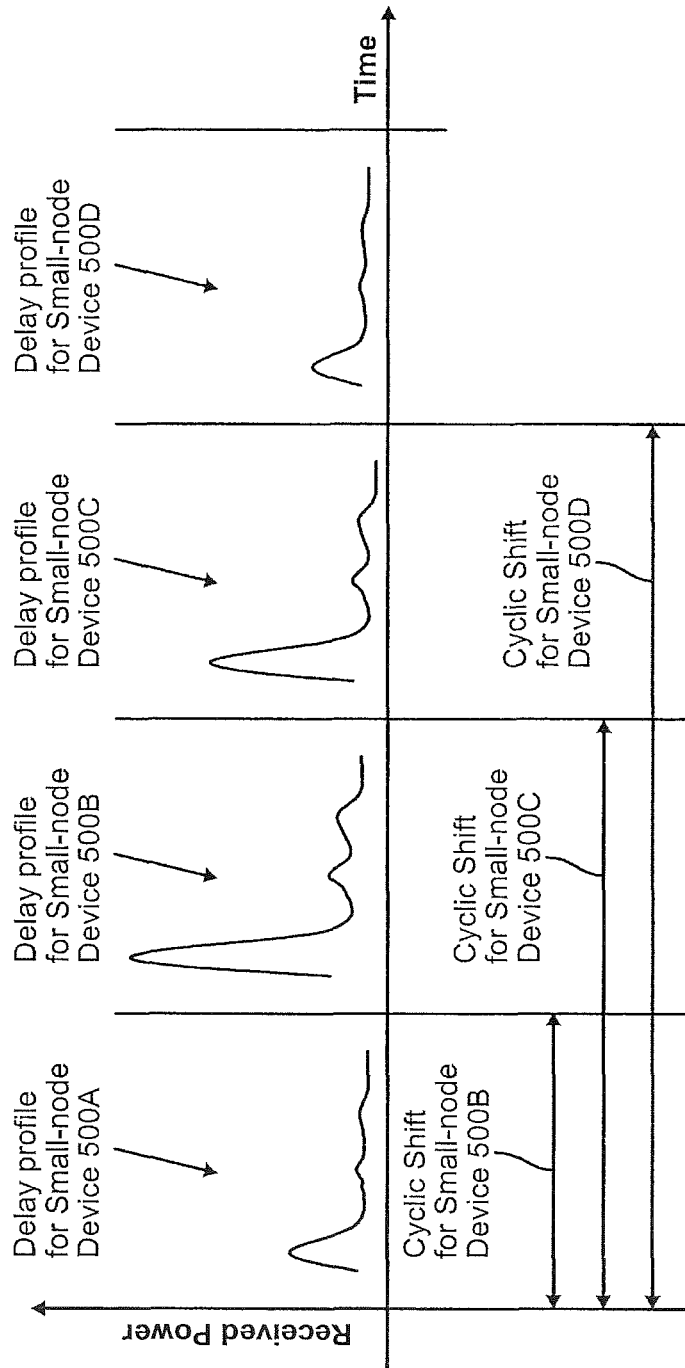 Received Power
Delay profile
for Small-node
Device 500A
Delay profile
for Small-node
Device 500B
Delay profile
for Small-node
Device 500C
Delay profile
for Small-node
Device 500D
Time
Cyclic Shift
for Small-node
Device 500B
Cyclic Shift
for Small-node
Device 500C
Cyclic Shift
for Small-node
Device 500D